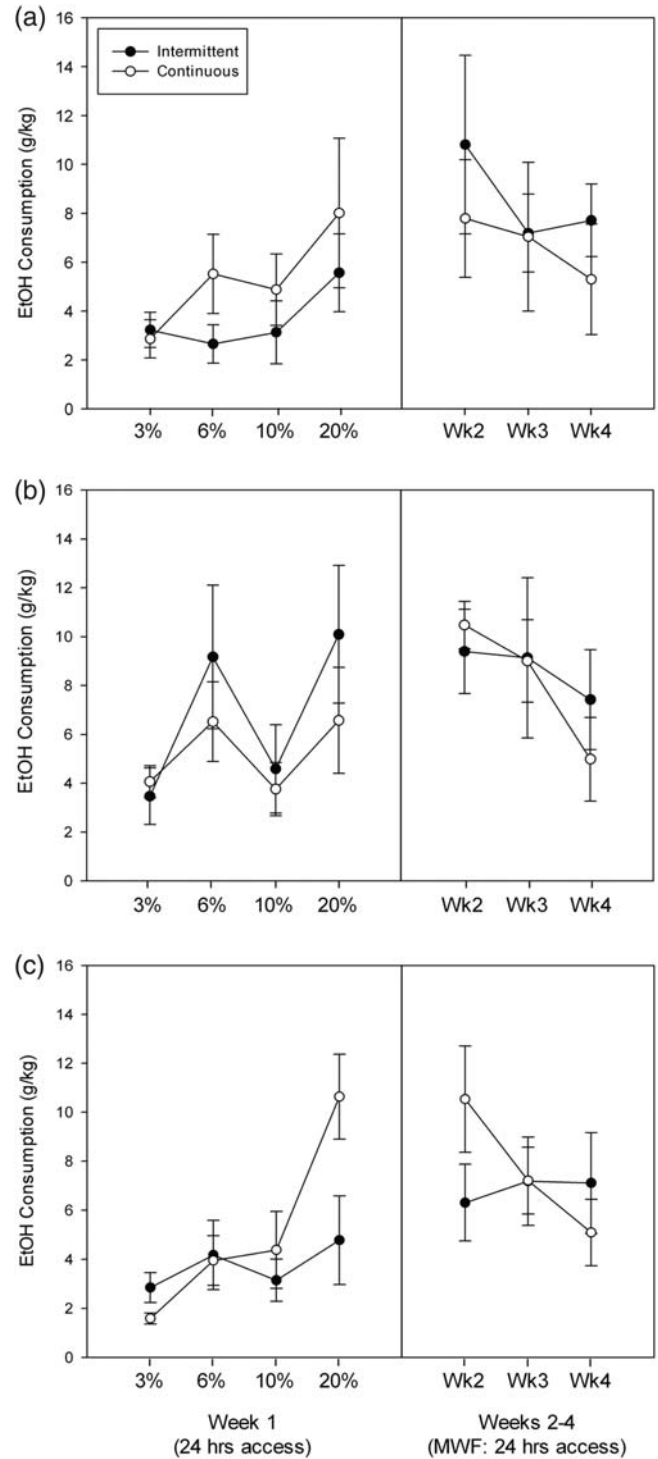 (a)
16
14
12
10
8
6
4
2
0
EtOH Consumption (g/kg)
Intermittent
Continuous
3% 6% 10% 20% Wk2 Wk3 Wk4
(b)
16
14
12
10
8
6
4
2
0
EtOH Consumption (g/kg)
3% 6% 10% 20% Wk2 Wk3 Wk4
(c)
16
14
12
10
8
6
4
2
0
EtOH Consumption (g/kg)
3% 6% 10% 20% Wk2 Wk3 Wk4
Week 1
(24 hrs access)
Weeks 2-4
(MWF: 24 hrs access)